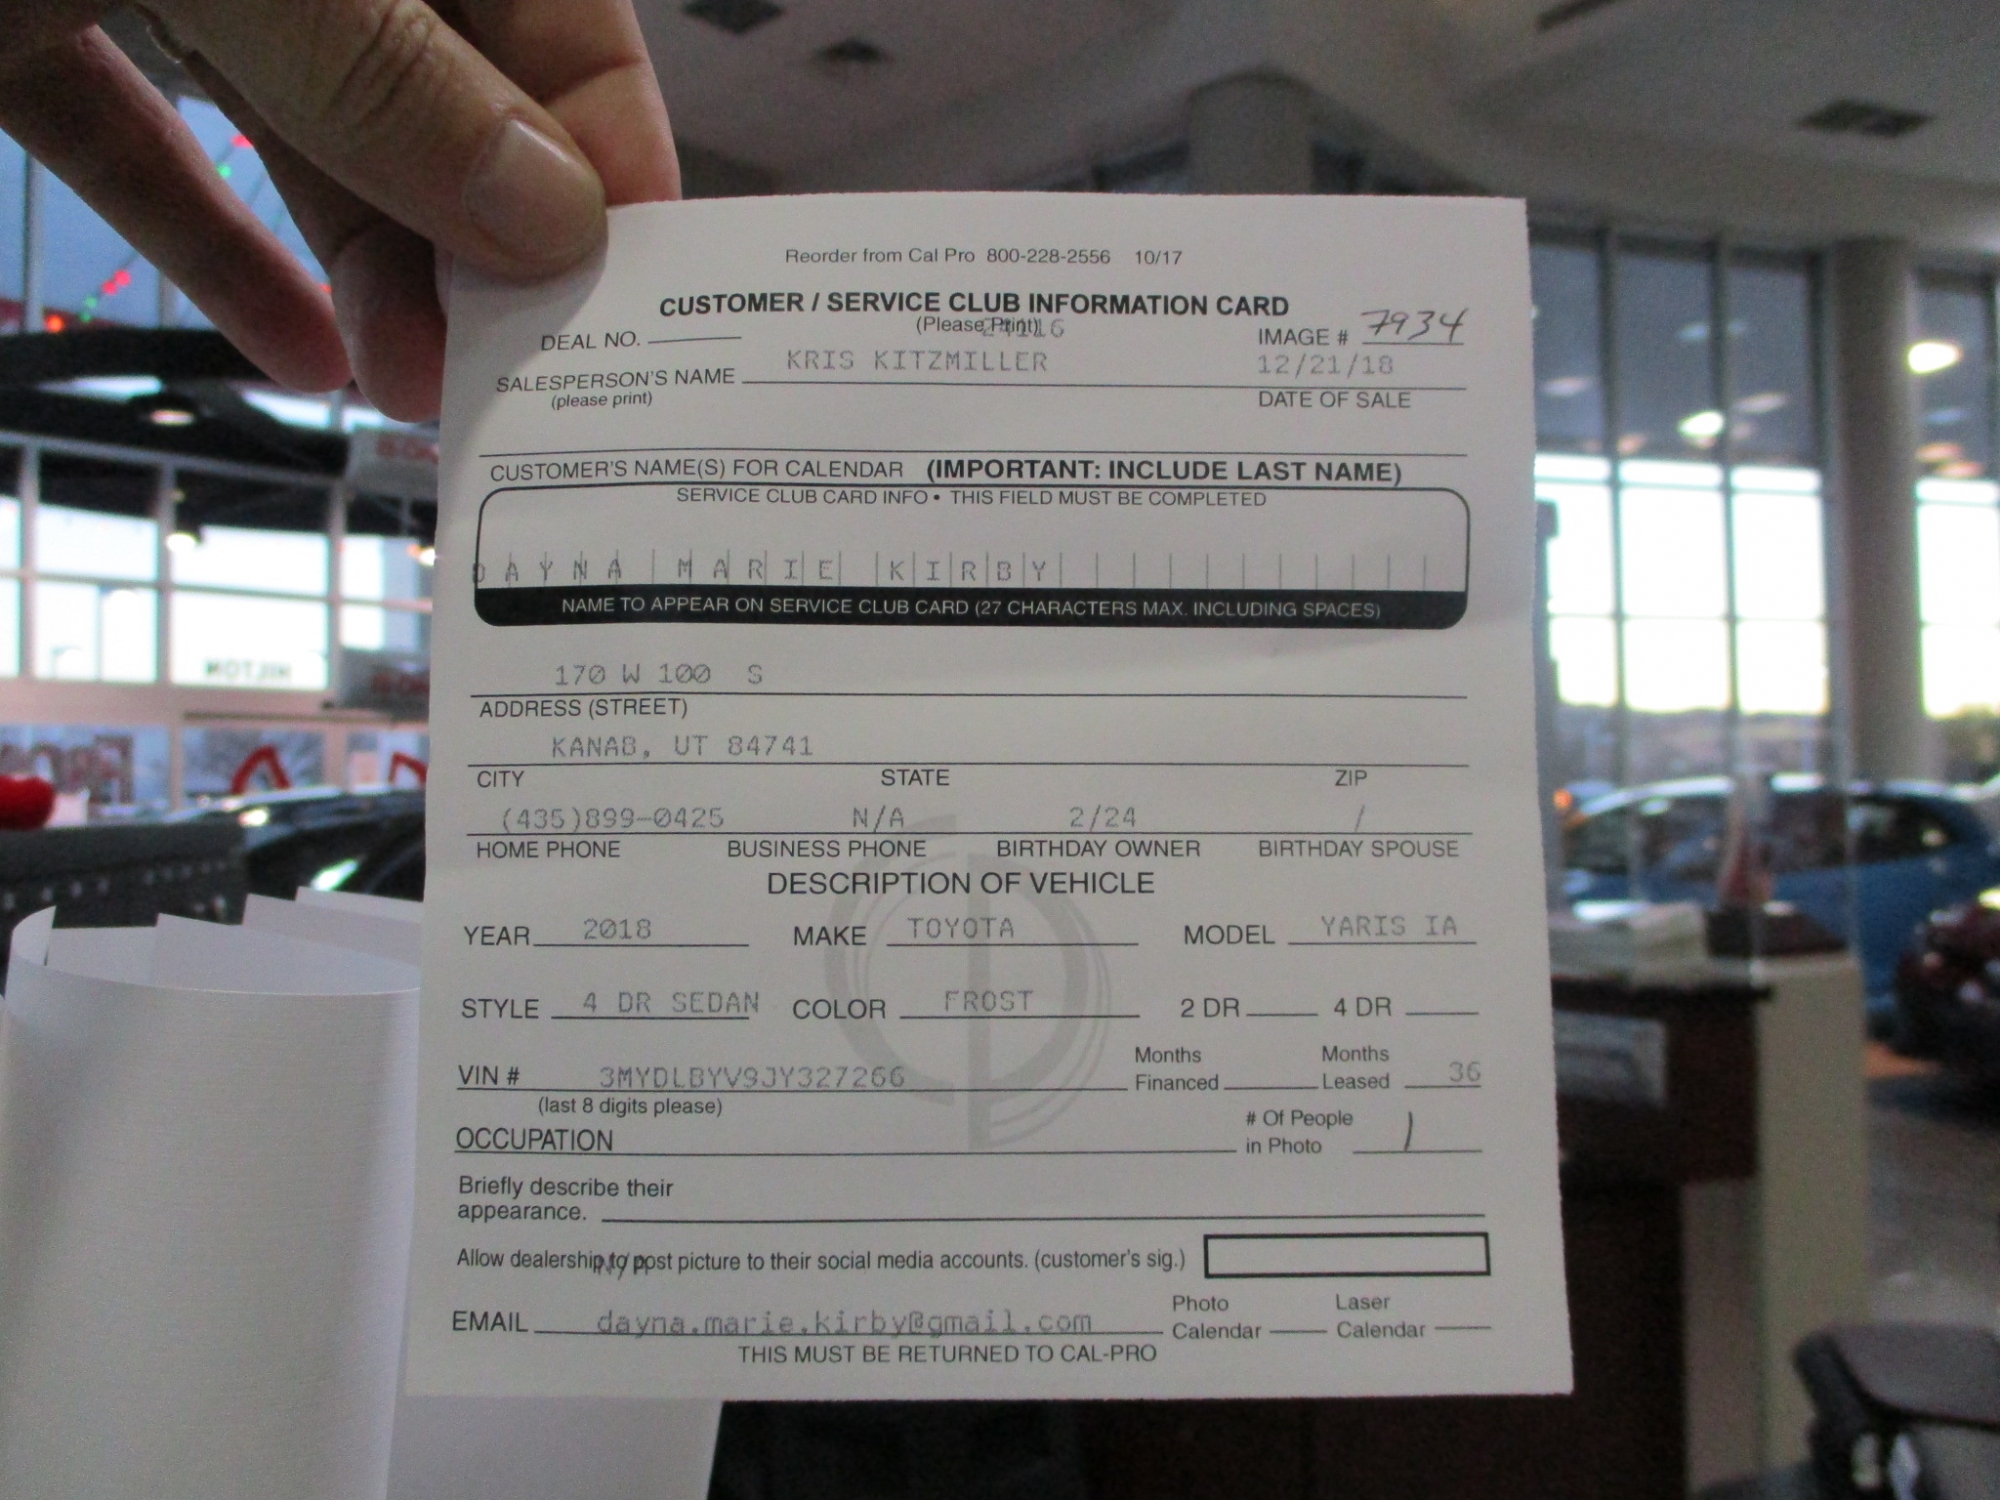 Reorder from Cal Pro 800-228-2556 10/17
CUSTOMER / SERVICE CLUB INFORMATION CARD
(Please Print) 24116
DEAL NO. IMAGE # 7934
SALESPERSON'S NAME KRIS KITZMILLER 12/21/18
(please print) DATE OF SALE
CUSTOMER'S NAME(S) FOR CALENDAR (IMPORTANT: INCLUDE LAST NAME)
SERVICE CLUB CARD INFO • THIS FIELD MUST BE COMPLETED
DAYNA MARIE KIRBY
NAME TO APPEAR ON SERVICE CLUB CARD (27 CHARACTERS MAX. INCLUDING SPACES)
170 W 100 S
ADDRESS (STREET)
KANAB, UT 84741
CITY STATE ZIP
(435)899-0425 N/A 2/24 /
HOME PHONE BUSINESS PHONE BIRTHDAY OWNER BIRTHDAY SPOUSE
DESCRIPTION OF VEHICLE
YEAR 2018 MAKE TOYOTA MODEL YARIS IA
STYLE 4 DR SEDAN COLOR FROST 2 DR 4 DR
VIN # 3MYDLBYV9JY327266 Months Financed Months Leased 36
(last 8 digits please)
OCCUPATION # Of People in Photo 1
Briefly describe their
appearance.
Allow dealership to post picture to their social media accounts. (customer's sig.)
N/A
EMAIL dayna.marie.kirby@gmail.com Photo Calendar Laser Calendar
THIS MUST BE RETURNED TO CAL-PRO
HILTON